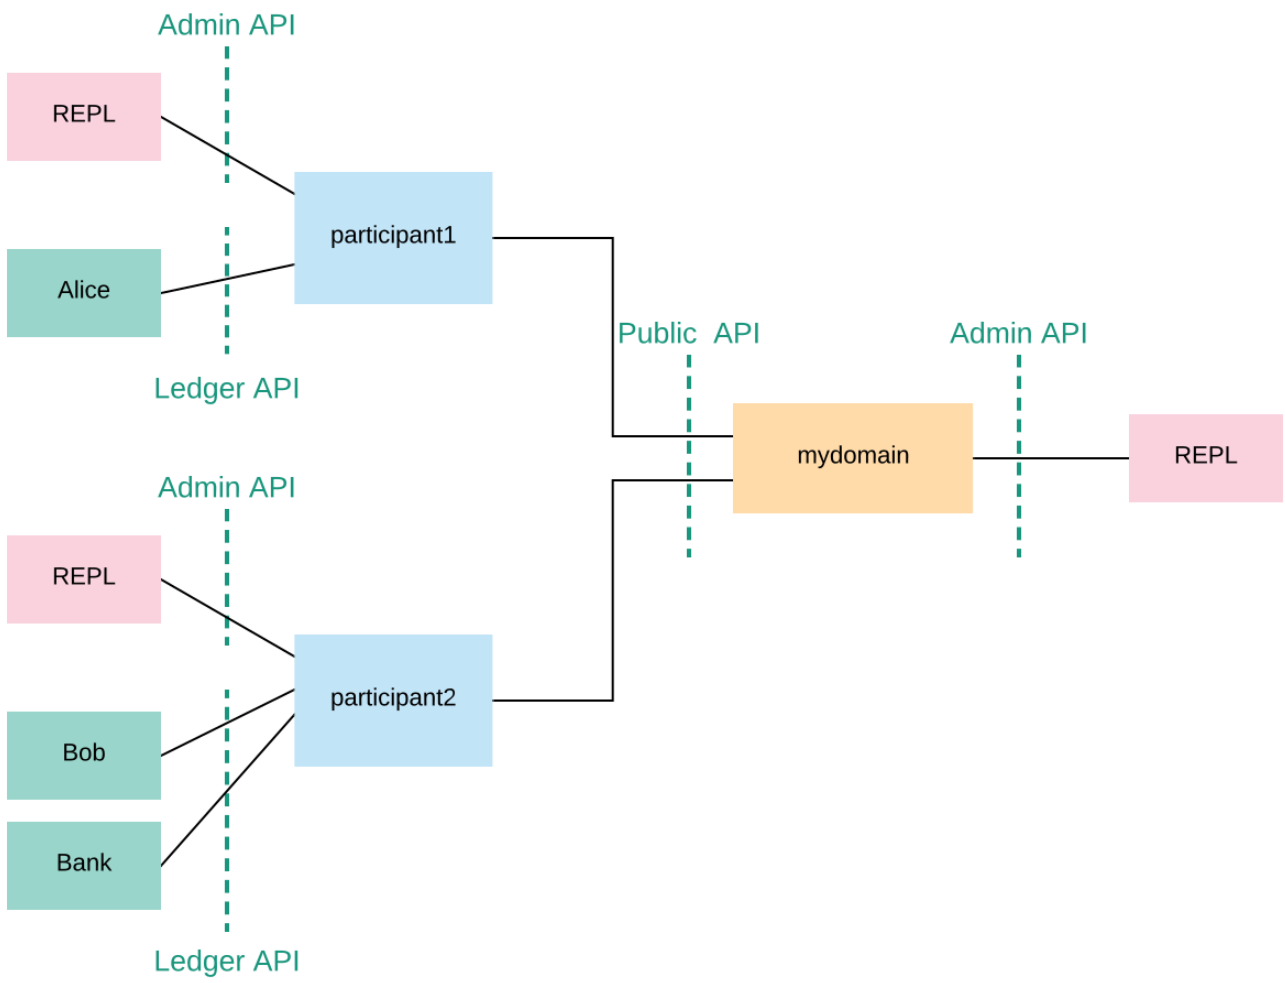 Admin API
REPL
participant1
Alice
Ledger API
Public API
Admin API
mydomain
REPL
Admin API
REPL
participant2
Bob
Bank
Ledger API